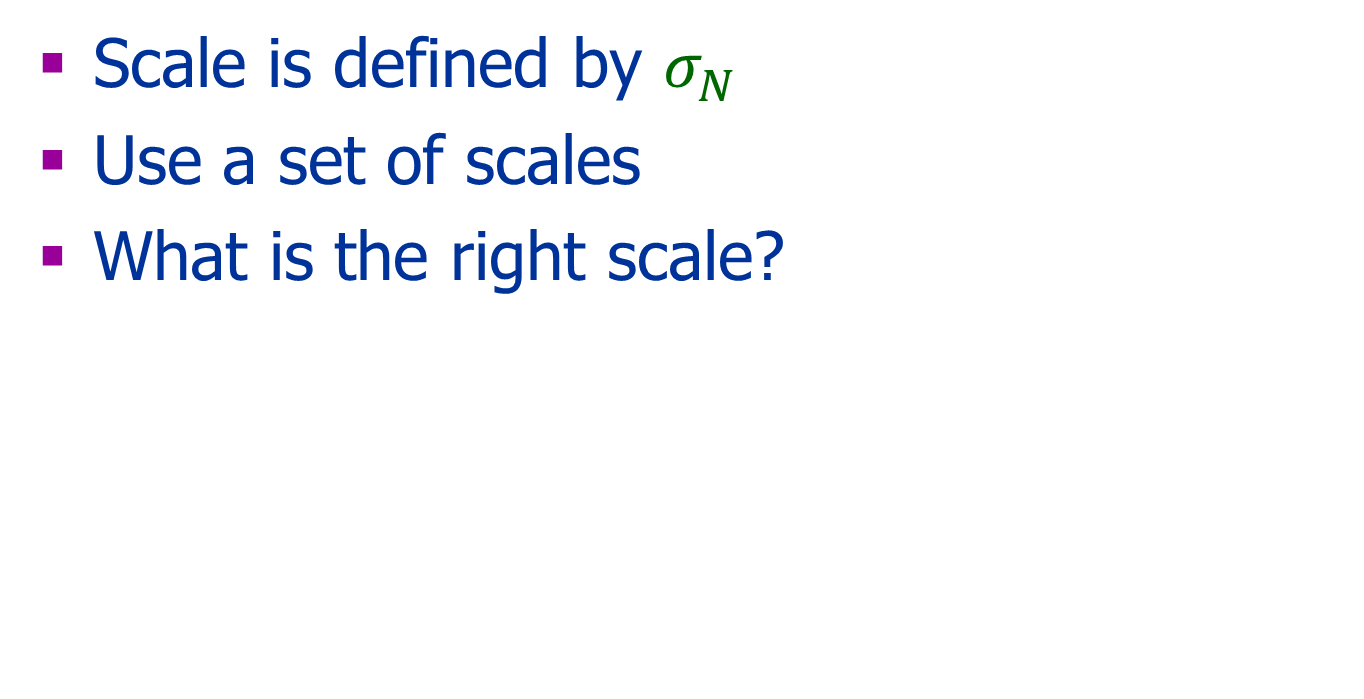 ▪ Scale is defined by σ_N
▪ Use a set of scales
▪ What is the right scale?